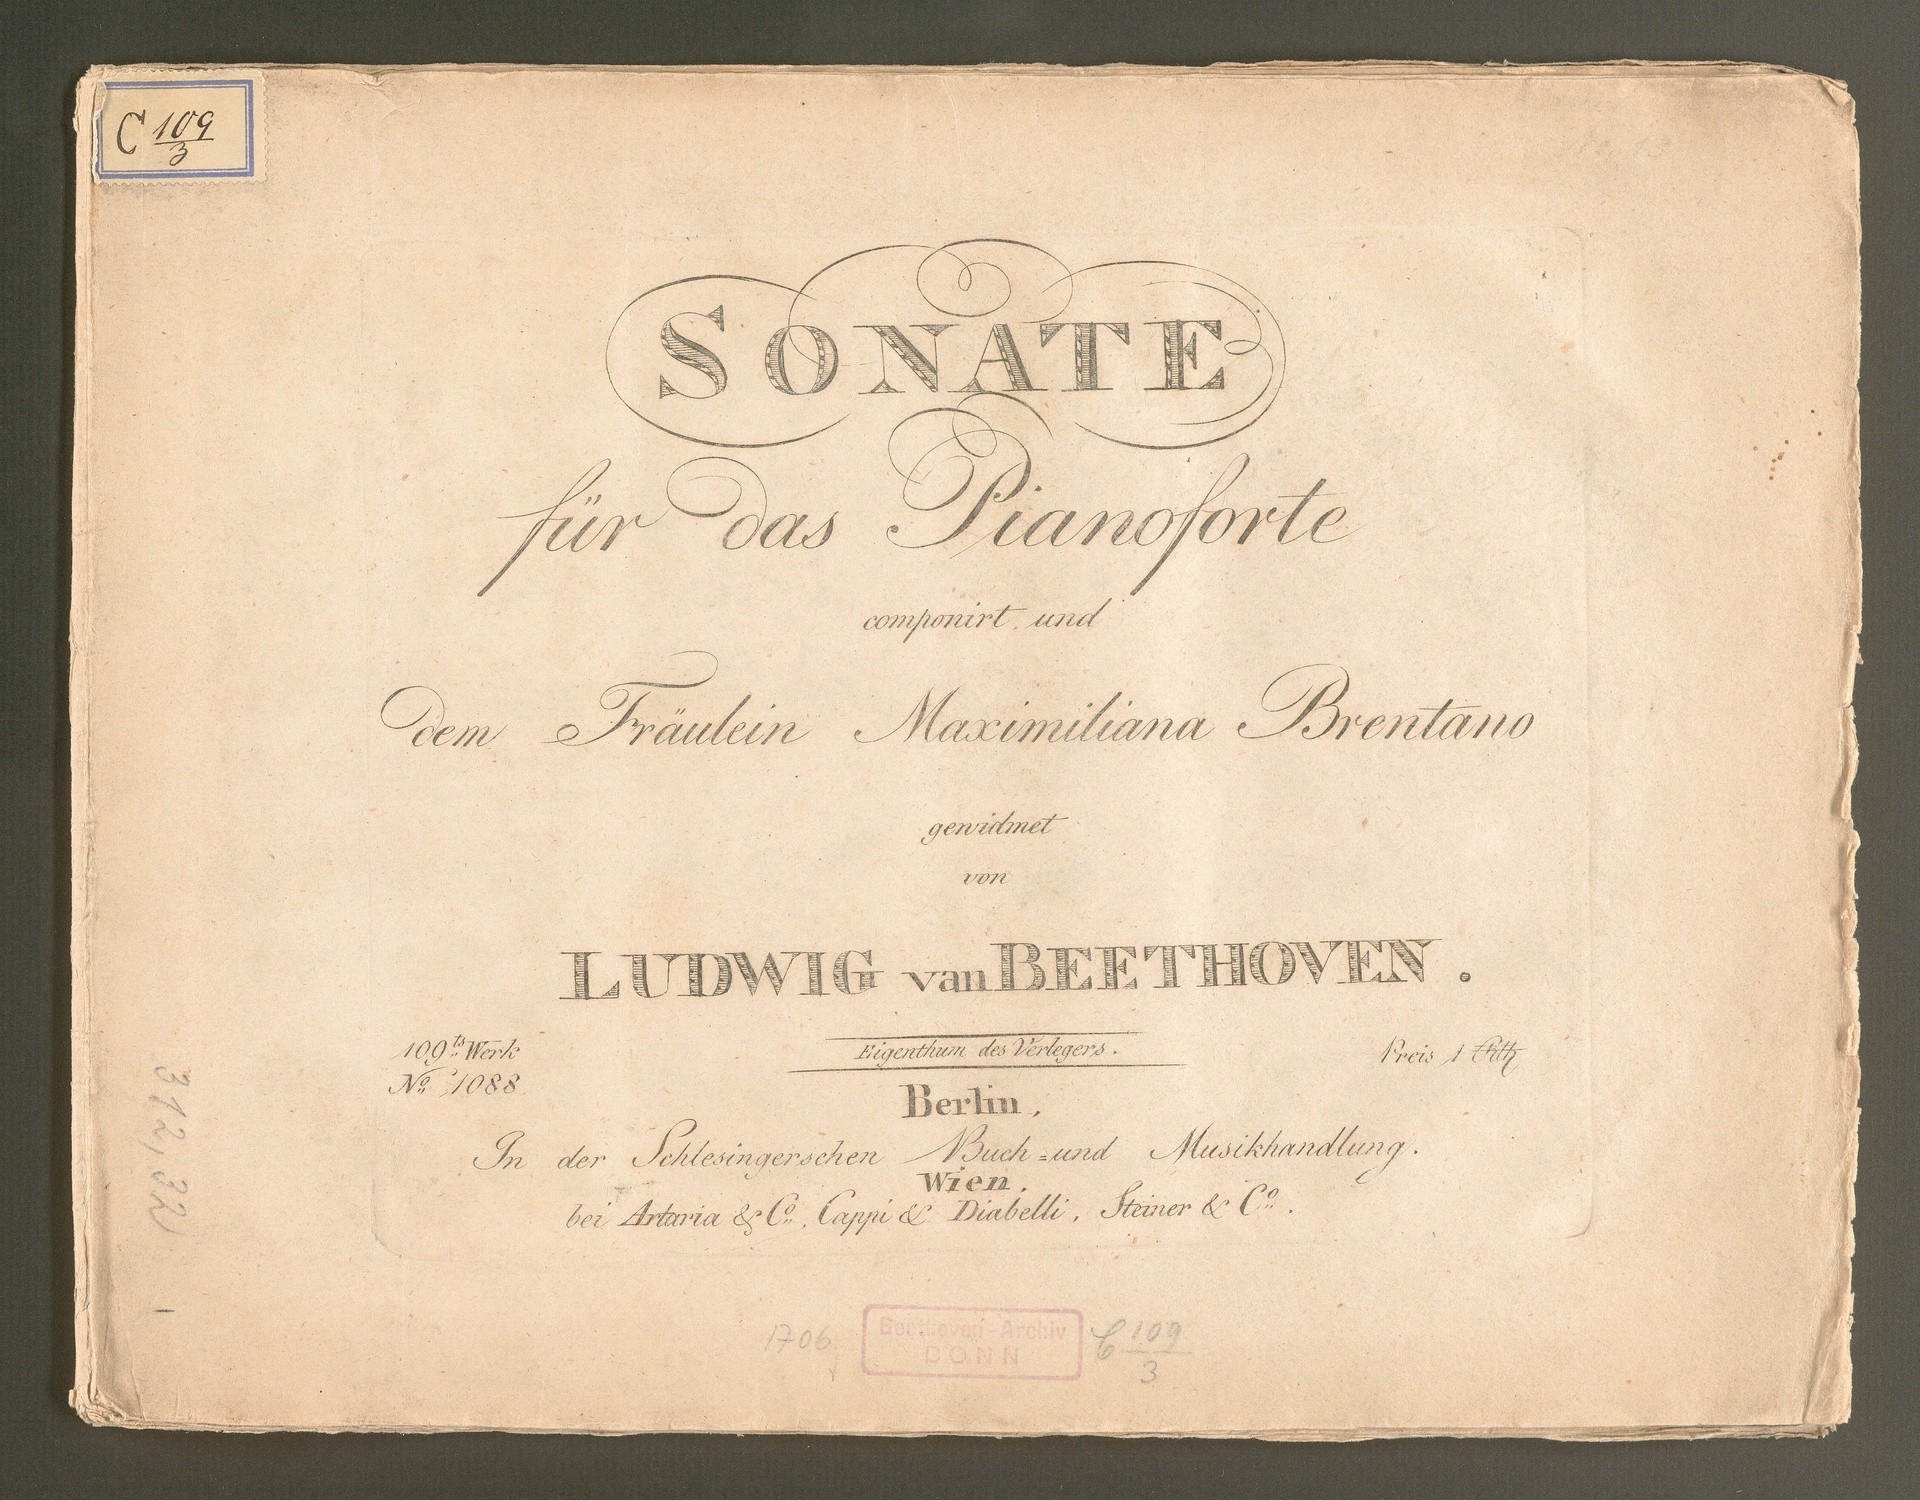 C 109/3
SONATE
für das Pianoforte
componirt und
dem Fräulein Maximiliana Brentano
gewidmet
von
LUDWIG van BEETHOVEN.
109ts Werk
No 1088
Eigenthum des Verlegers.
Preis 1 Rth
Berlin,
In der Schlesingerschen Buch=und Musikhandlung.
Wien.
bei Artaria & Co., Cappi & Diabelli, Steiner & Co.
1706
Beethoven-Archiv
BONN
C 109/3